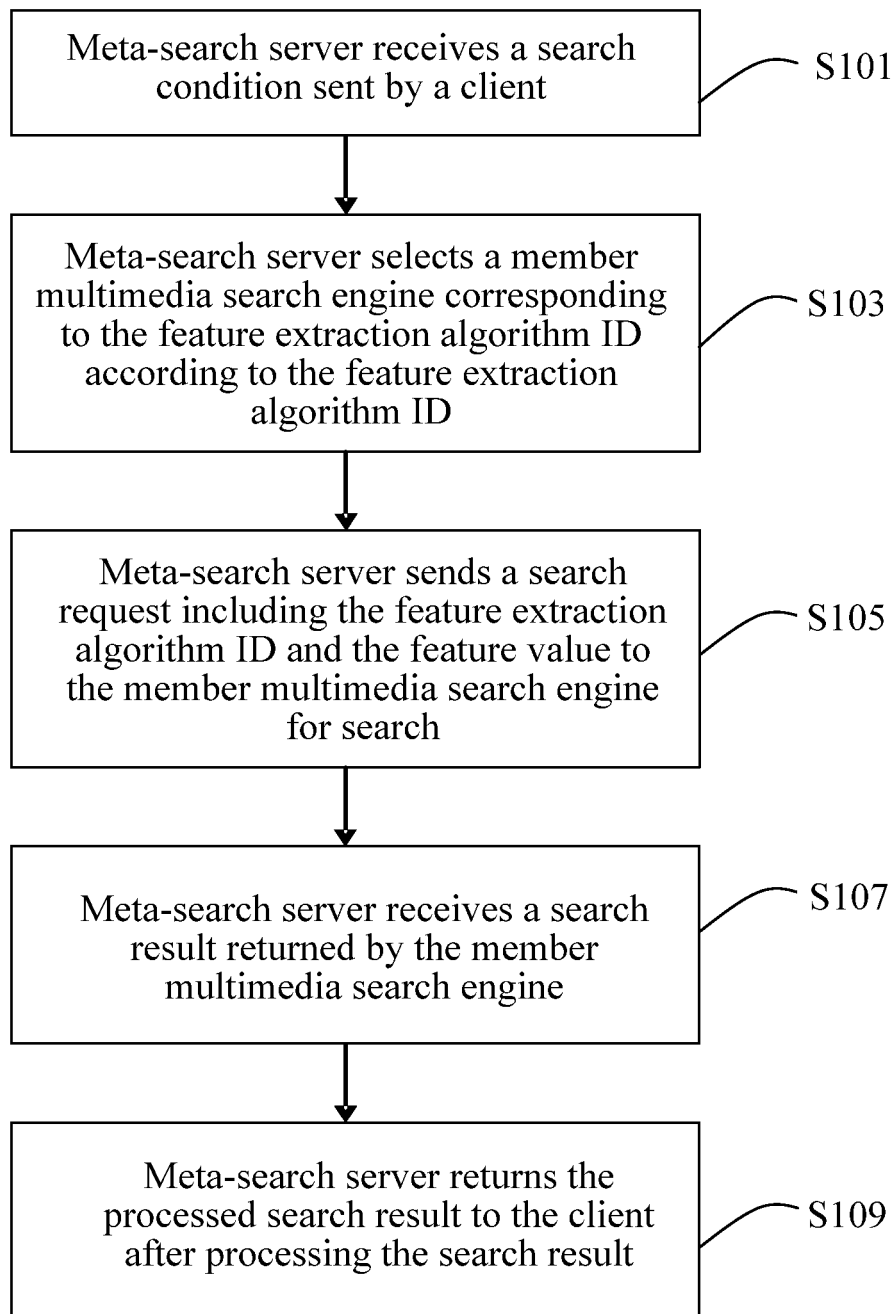 Meta-search server receives a search
condition sent by a client
S101
Meta-search server selects a member
multimedia search engine corresponding
to the feature extraction algorithm ID
according to the feature extraction
algorithm ID
S103
Meta-search server sends a search
request including the feature extraction
algorithm ID and the feature value to
the member multimedia search engine
for search
S105
Meta-search server receives a search
result returned by the member
multimedia search engine
S107
Meta-search server returns the
processed search result to the client
after processing the search result
S109